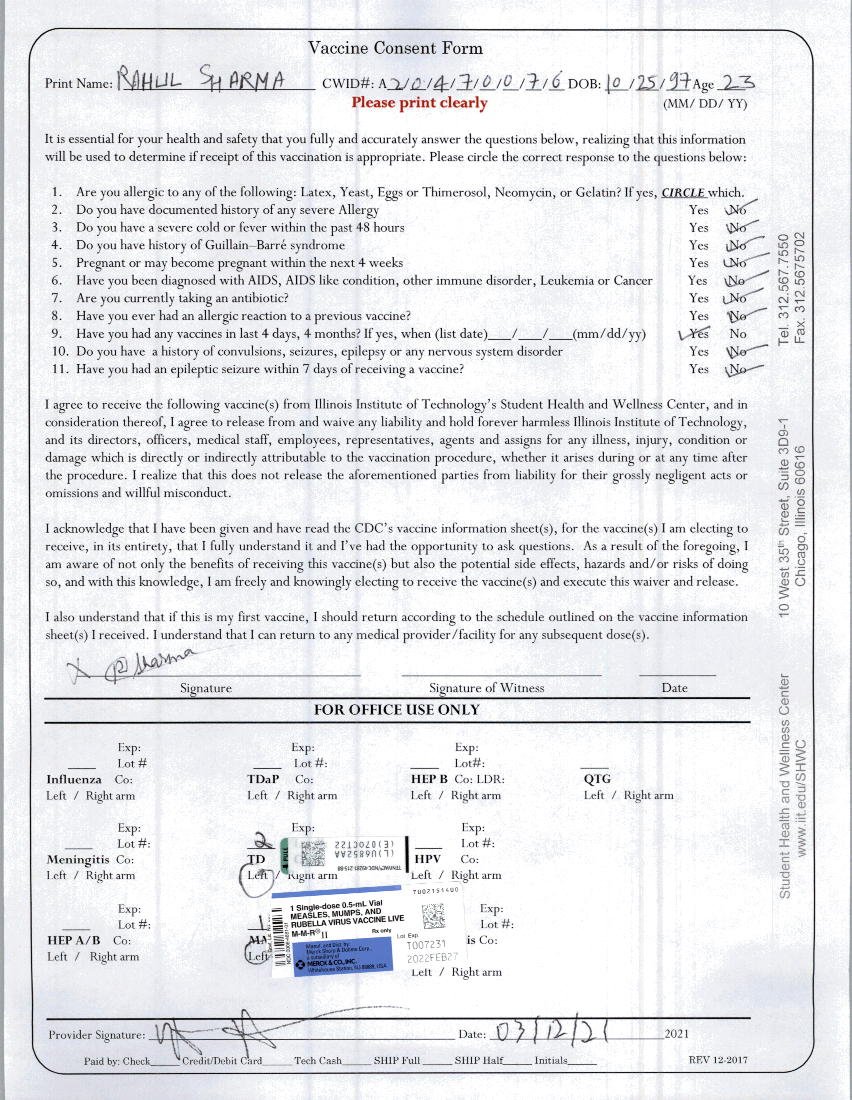 Vaccine Consent Form
Print Name: RAHUL SHARMA CWID#: A 2/0/4/7/0/0/7/6 DOB: 10/25/97 Age 23
Please print clearly (MM/ DD/ YY)
It is essential for your health and safety that you fully and accurately answer the questions below, realizing that this information
will be used to determine if receipt of this vaccination is appropriate. Please circle the correct response to the questions below:
1. Are you allergic to any of the following: Latex, Yeast, Eggs or Thimerosol, Neomycin, or Gelatin? If yes, CIRCLE which.
2. Do you have documented history of any severe Allergy Yes No
3. Do you have a severe cold or fever within the past 48 hours Yes No
4. Do you have history of Guillain–Barré syndrome Yes No
5. Pregnant or may become pregnant within the next 4 weeks Yes No
6. Have you been diagnosed with AIDS, AIDS like condition, other immune disorder, Leukemia or Cancer Yes No
7. Are you currently taking an antibiotic? Yes No
8. Have you ever had an allergic reaction to a previous vaccine? Yes No
9. Have you had any vaccines in last 4 days, 4 months? If yes, when (list date)___/___/___(mm/dd/yy) Yes No
10. Do you have a history of convulsions, seizures, epilepsy or any nervous system disorder Yes No
11. Have you had an epileptic seizure within 7 days of receiving a vaccine? Yes No
I agree to receive the following vaccine(s) from Illinois Institute of Technology's Student Health and Wellness Center, and in
consideration thereof, I agree to release from and waive any liability and hold forever harmless Illinois Institute of Technology,
and its directors, officers, medical staff, employees, representatives, agents and assigns for any illness, injury, condition or
damage which is directly or indirectly attributable to the vaccination procedure, whether it arises during or at any time after
the procedure. I realize that this does not release the aforementioned parties from liability for their grossly negligent acts or
omissions and willful misconduct.
I acknowledge that I have been given and have read the CDC's vaccine information sheet(s), for the vaccine(s) I am electing to
receive, in its entirety, that I fully understand it and I've had the opportunity to ask questions. As a result of the foregoing, I
am aware of not only the benefits of receiving this vaccine(s) but also the potential side effects, hazards and/or risks of doing
so, and with this knowledge, I am freely and knowingly electing to receive the vaccine(s) and execute this waiver and release.
I also understand that if this is my first vaccine, I should return according to the schedule outlined on the vaccine information
sheet(s) I received. I understand that I can return to any medical provider/facility for any subsequent dose(s).
X RSharma
Signature Signature of Witness Date
FOR OFFICE USE ONLY
Exp: Exp: Exp:
Lot # Lot #: Lot#:
Influenza Co: TDaP Co: HEP B Co: LDR: QTG
Left / Right arm Left / Right arm Left / Right arm Left / Right arm
Exp: 2 Exp: Exp:
Lot #: Lot #:
Meningitis Co: TD HPV Co:
Left / Right arm Left / Right arm Left / Right arm
PULL
(L)U6852AA
(E)07OCT22
Exp: 1 Exp:
Lot #: Lot #:
HEP A/B Co: is Co:
Left / Right arm Left Left / Right arm
1 Single-dose 0.5-mL Vial
MEASLES, MUMPS, AND
RUBELLA VIRUS VACCINE LIVE
M-M-R® II Rx only
Manuf. and Dist. by:
Merck Sharp & Dohme Corp.,
a subsidiary of
MERCK & CO., INC.
Whitehouse Station, NJ 08889, USA
7002151400
Lot Exp.
T007231
2022FEB27
Provider Signature: Date: 03/12/21 2021
Paid by: Check_____ Credit/Debit Card_____ Tech Cash_____ SHIP Full_____ SHIP Half_____ Initials_____ REV 12-2017
Student Health and Wellness Center 10 West 35th Street, Suite 3D9-1 Tel. 312.567.7550
www.iit.edu/SHWC Chicago, Illinois 60616 Fax. 312.5675702